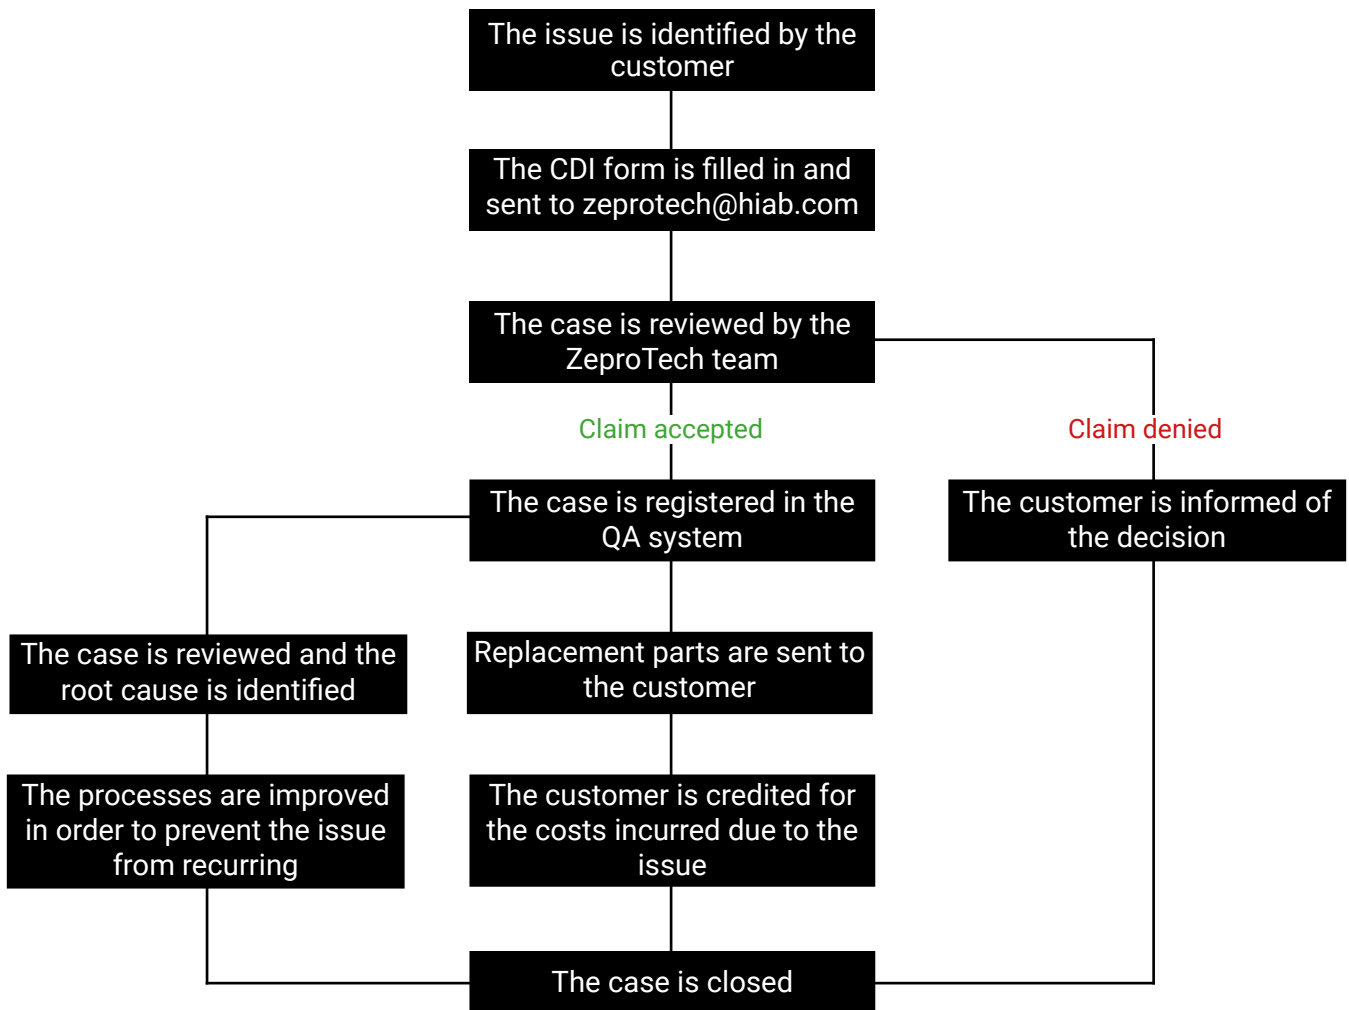 The issue is identified by the
customer
The CDI form is filled in and
sent to zeprotech@hiab.com
The case is reviewed by the
ZeproTech team
Claim accepted
Claim denied
The case is registered in the
QA system
The customer is informed of
the decision
The case is reviewed and the
root cause is identified
Replacement parts are sent to
the customer
The processes are improved
in order to prevent the issue
from recurring
The customer is credited for
the costs incurred due to the
issue
The case is closed